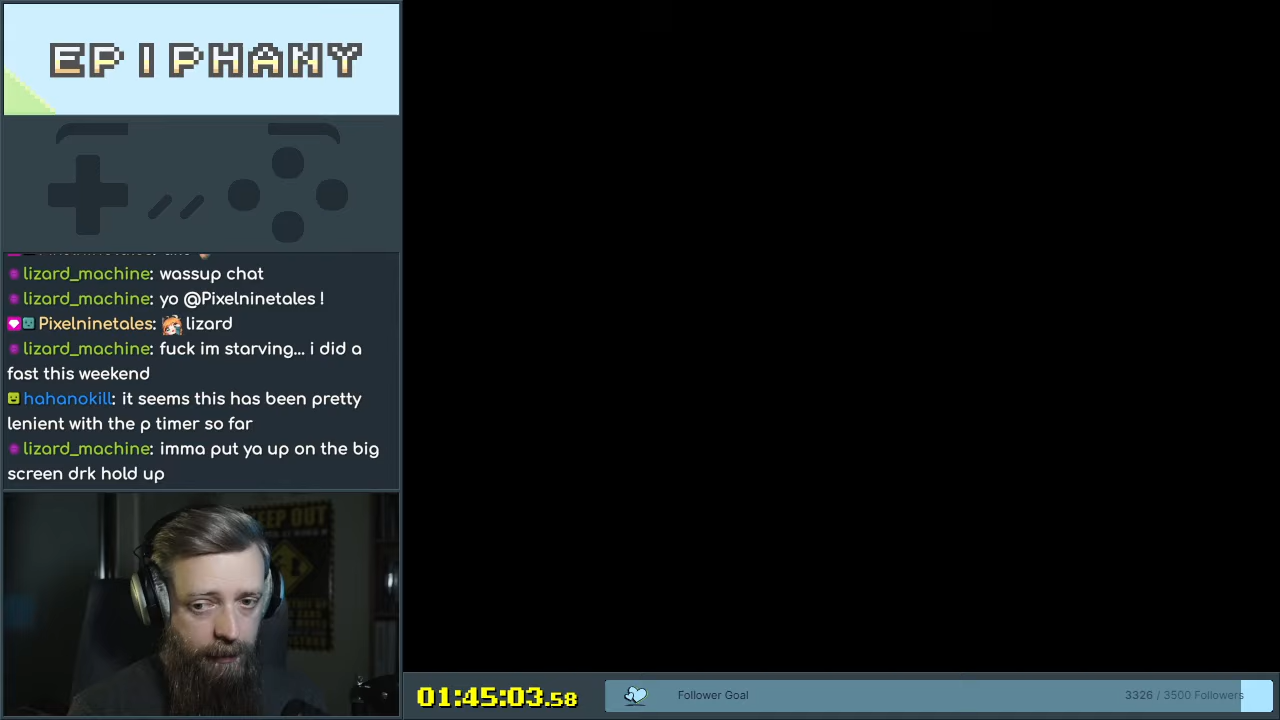 EPIPHANY
lizard_machine: wassup chat
lizard_machine: yo @Pixelninetales !
Pixelninetales: lizard
lizard_machine: fuck im starving... i did a
fast this weekend
hahanokill: it seems this has been pretty
lenient with the p timer so far
lizard_machine: imma put ya up on the big
screen drk hold up
KEEP OUT
01:45:03.58
Follower Goal
3326 / 3500 Followers